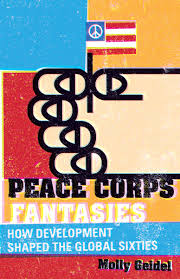 PEACE CORPS
FANTASIES
HOW DEVELOPMENT
SHAPED THE GLOBAL SIXTIES
Molly Geidel